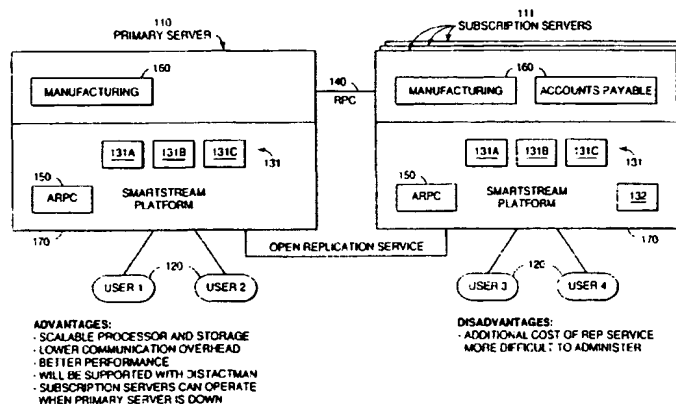 110
PRIMARY SERVER
111
SUBSCRIPTION SERVERS
160
MANUFACTURING
140
RPC
160
MANUFACTURING
ACCOUNTS PAYABLE
131A
131B
131C
131
150
ARPC
SMARTSTREAM
PLATFORM
170
131A
131B
131C
131
150
ARPC
SMARTSTREAM
PLATFORM
132
170
OPEN REPLICATION SERVICE
USER 1
120
USER 2
USER 3
120
USER 4
ADVANTAGES:
- SCALABLE PROCESSOR AND STORAGE
- LOWER COMMUNICATION OVERHEAD
- BETTER PERFORMANCE
- WILL BE SUPPORTED WITH DISTACTMAN
- SUBSCRIPTION SERVERS CAN OPERATE
WHEN PRIMARY SERVER IS DOWN
DISADVANTAGES:
- ADDITIONAL COST OF REP SERVICE
MORE DIFFICULT TO ADMINISTER